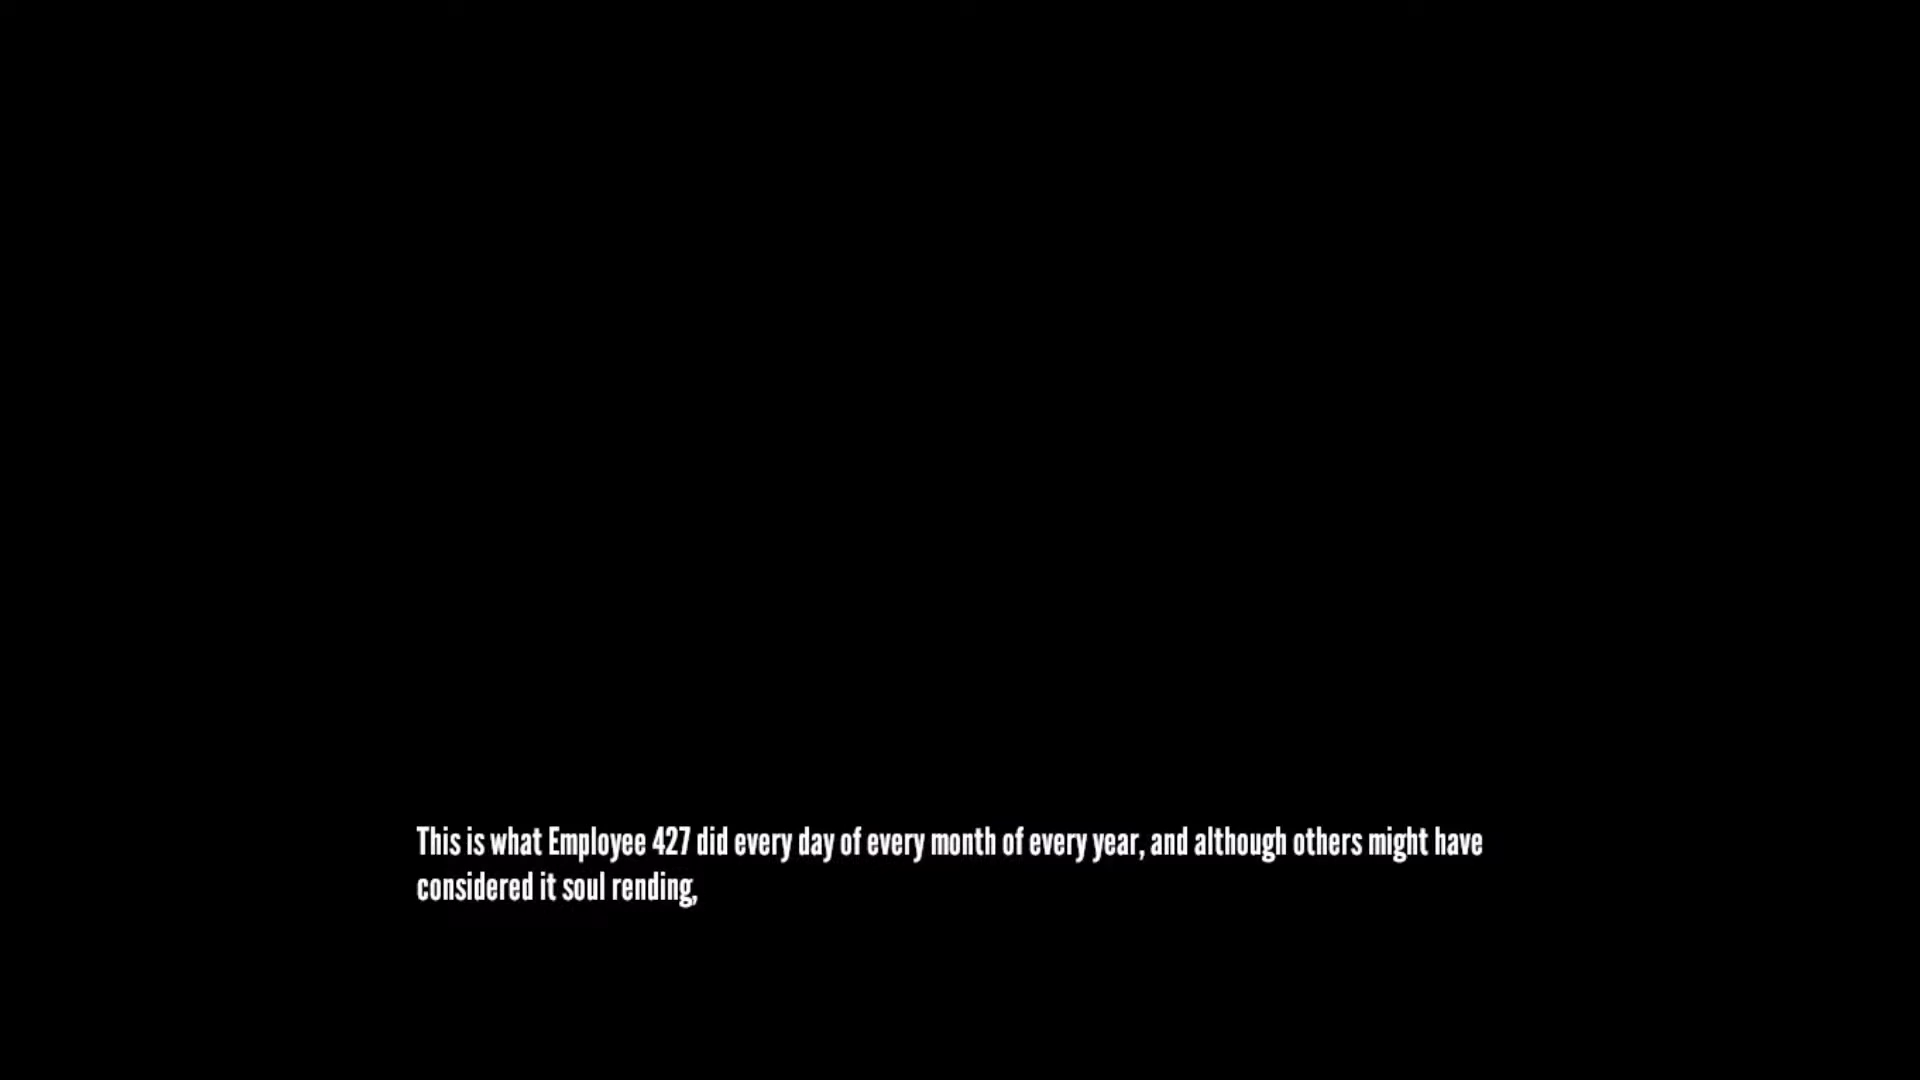 This is what Employee 427 did every day of every month of every year, and although others might have
considered it soul rending,